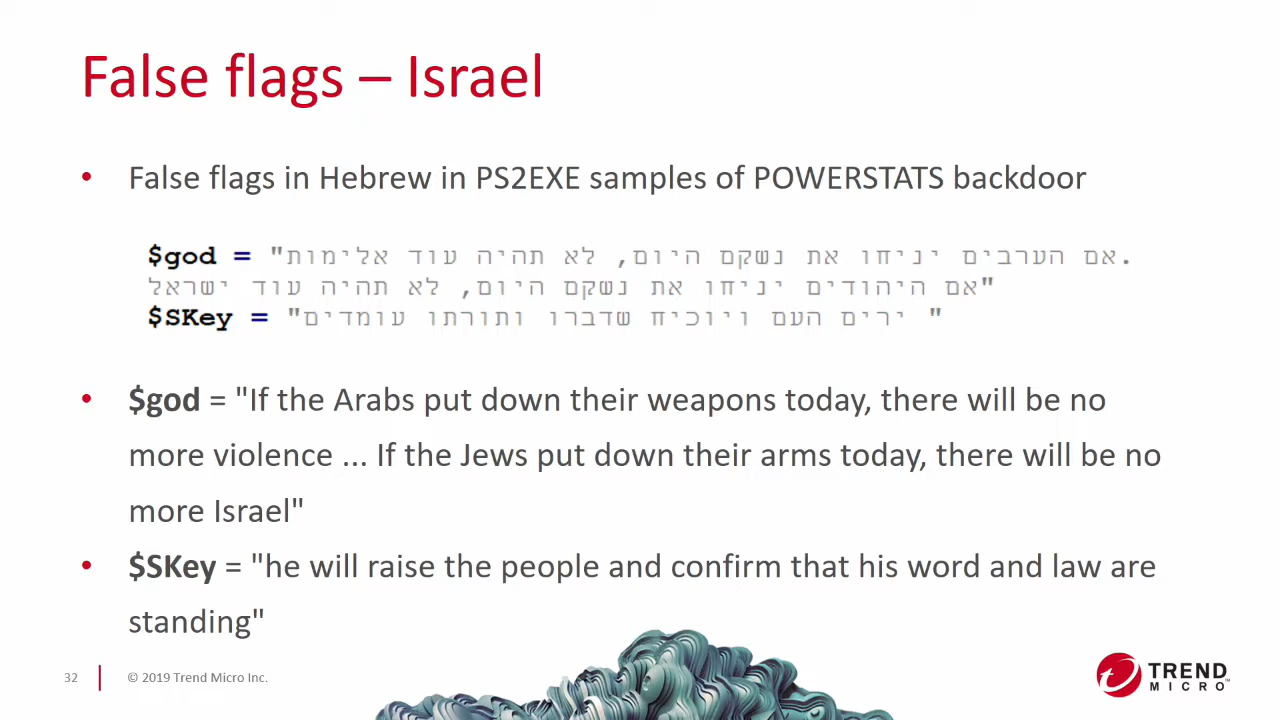 False flags – Israel
• False flags in Hebrew in PS2EXE samples of POWERSTATS backdoor
$god = "אם הערבים יניחו את נשקם היום, לא תהיה עוד אלימות.
אם היהודים יניחו את נשקם היום, לא תהיה עוד ישראל"
$SKey = "ירים העם ויוכיח שדברו ותורתו עומדים "
• $god = "If the Arabs put down their weapons today, there will be no
more violence ... If the Jews put down their arms today, there will be no
more Israel"
• $SKey = "he will raise the people and confirm that his word and law are
standing"
32
© 2019 Trend Micro Inc.
TREND
MICRO™